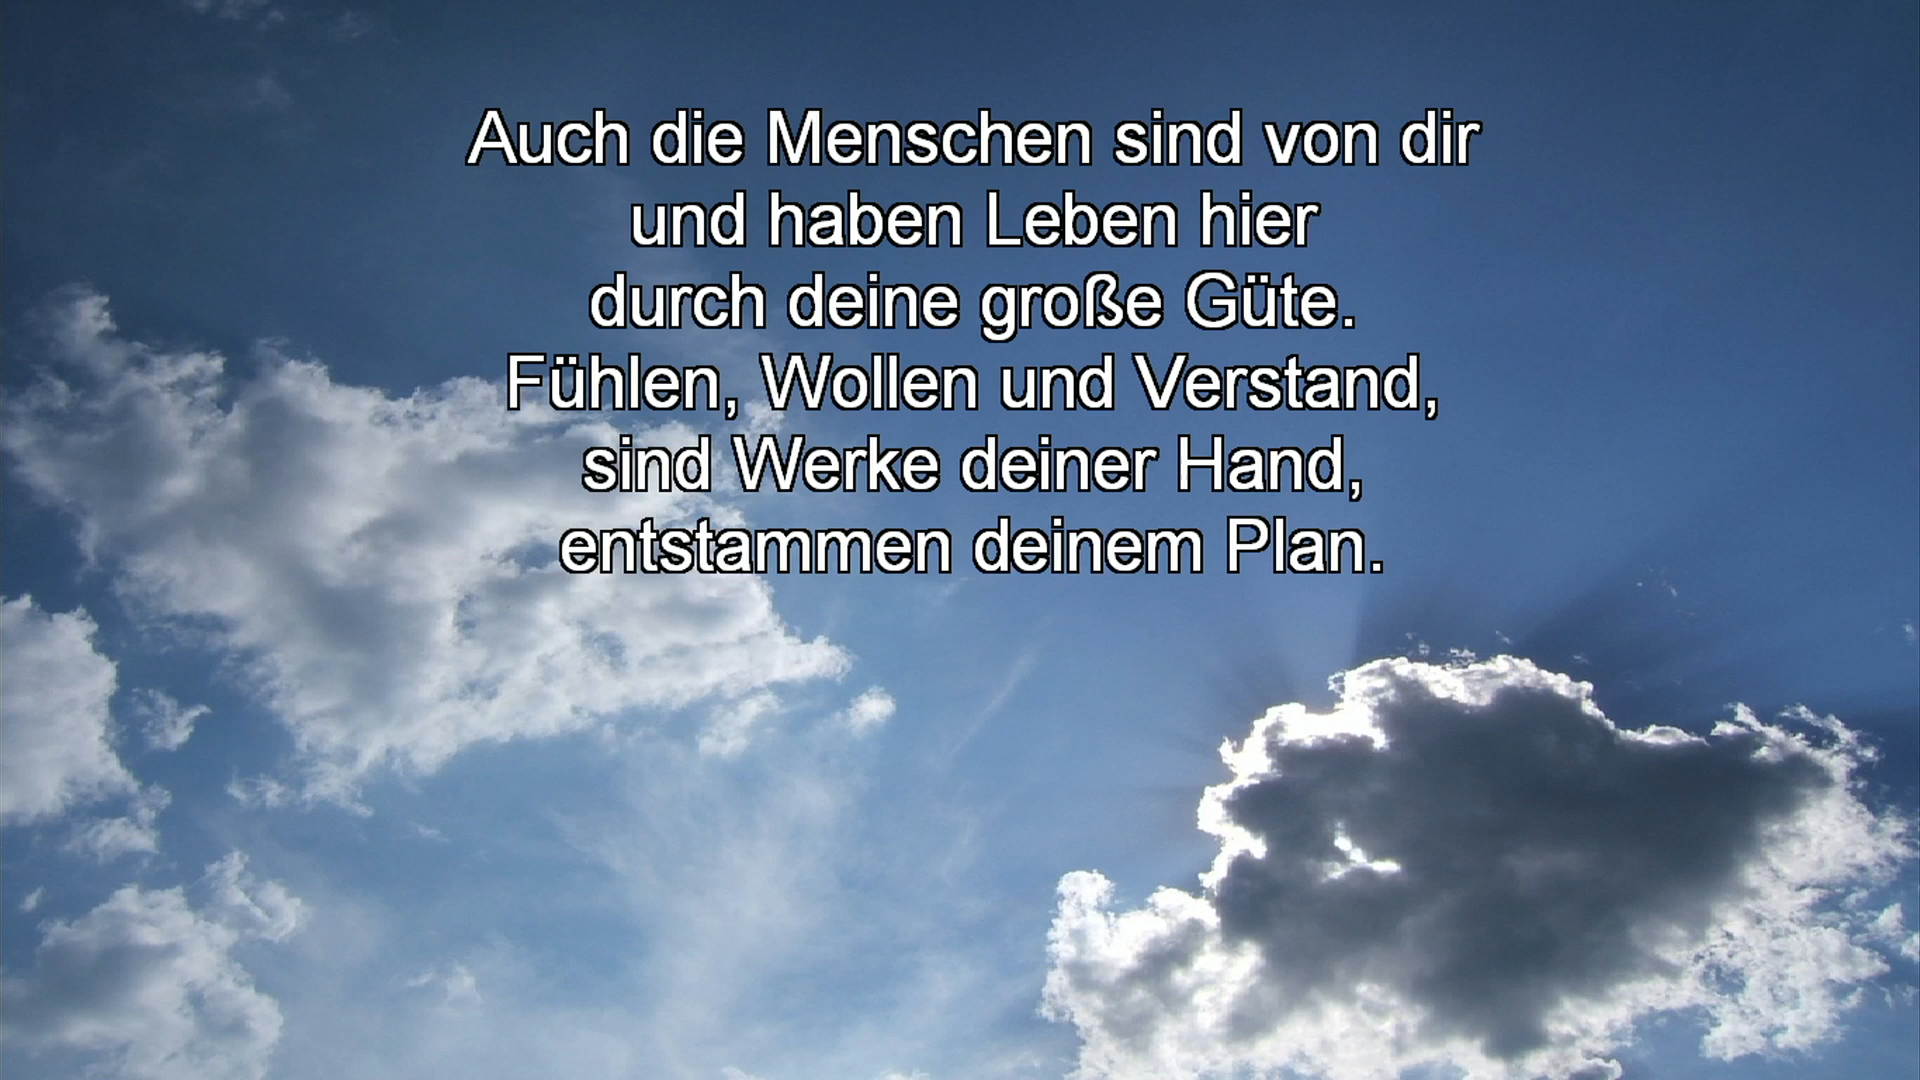 Auch die Menschen sind von dir
und haben Leben hier
durch deine große Güte.
Fühlen, Wollen und Verstand,
sind Werke deiner Hand,
entstammen deinem Plan.